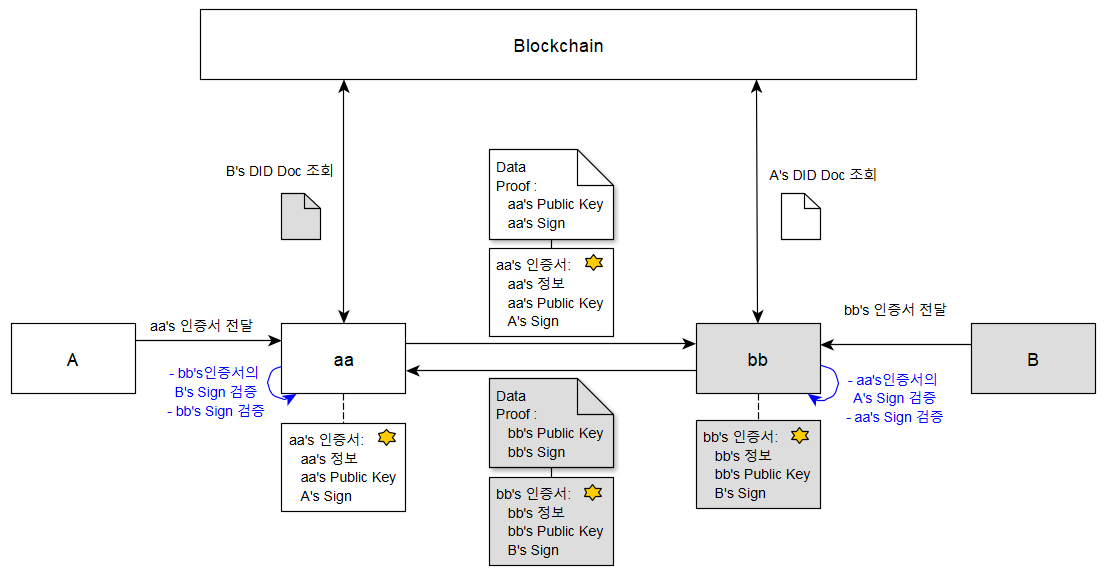 Blockchain
B's DID Doc 조회
A's DID Doc 조회
Data
Proof :
aa's Public Key
aa's Sign
aa's 인증서:
aa's 정보
aa's Public Key
A's Sign
aa's 인증서 전달
bb's 인증서 전달
A
aa
bb
B
- bb's인증서의
B's Sign 검증
- bb's Sign 검증
- aa's인증서의
A's Sign 검증
- aa's Sign 검증
aa's 인증서:
aa's 정보
aa's Public Key
A's Sign
Data
Proof :
bb's Public Key
bb's Sign
bb's 인증서:
bb's 정보
bb's Public Key
B's Sign
bb's 인증서:
bb's 정보
bb's Public Key
B's Sign